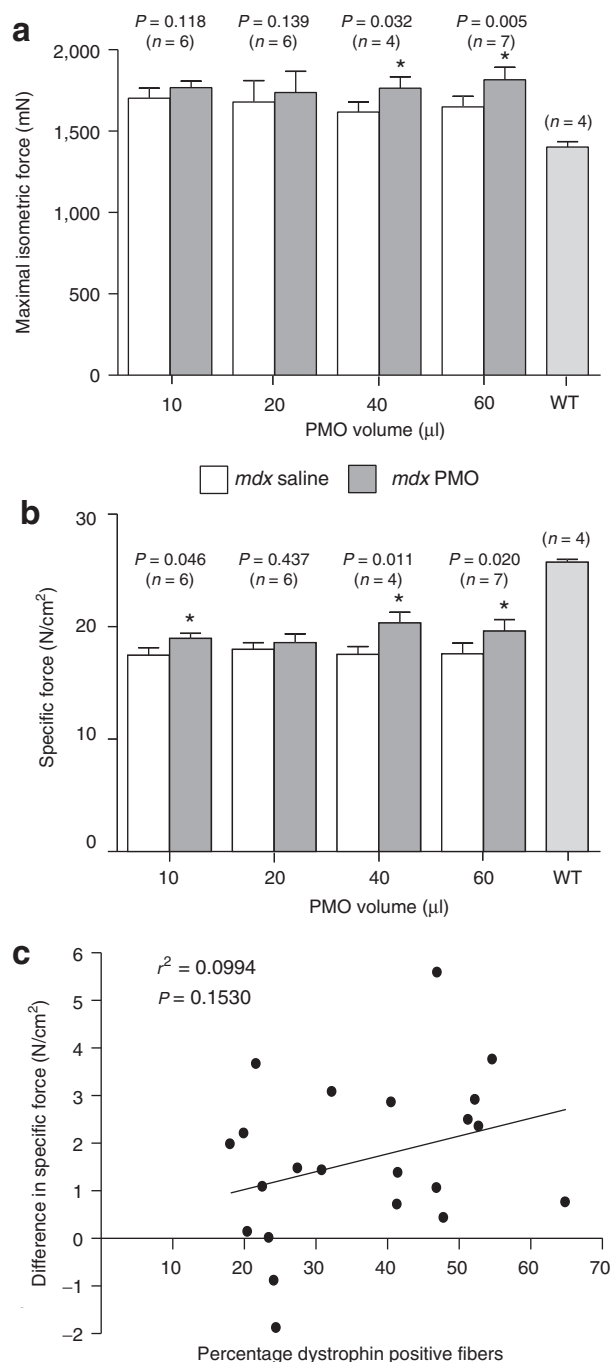 a
P = 0.118 P = 0.139 P = 0.032 P = 0.005
(n = 6) (n = 6) (n = 4) (n = 7)
* *
(n = 4)
Maximal isometric force (mN)
2,000
1,500
1,000
500
0
10 20 40 60 WT
PMO volume (µl)
mdx saline mdx PMO
b
(n = 4)
P = 0.046 P = 0.437 P = 0.011 P = 0.020
(n = 6) (n = 6) (n = 4) (n = 7)
* * *
Specific force (N/cm²)
30
20
10
0
10 20 40 60 WT
PMO volume (µl)
c
r² = 0.0994
P = 0.1530
Difference in specific force (N/cm²)
6
5
4
3
2
1
0
−1
−2
10 20 30 40 50 60 70
Percentage dystrophin positive fibers